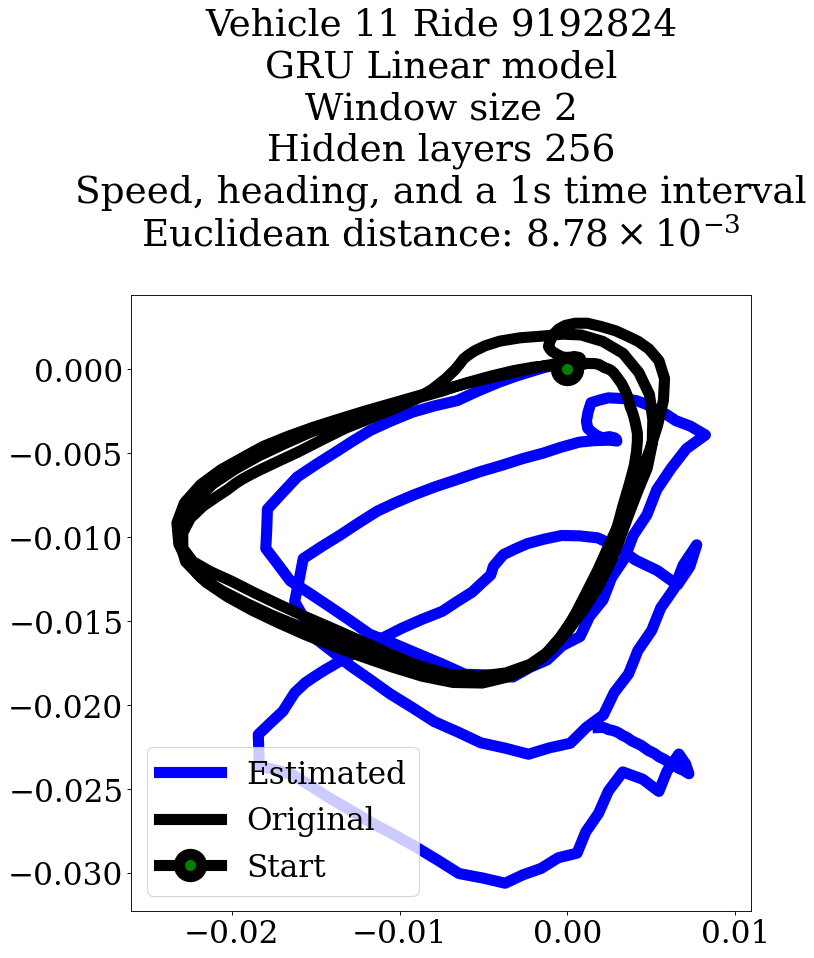 Vehicle 11 Ride 9192824
GRU Linear model
Window size 2
Hidden layers 256
Speed, heading, and a 1s time interval
Euclidean distance: 8.78 × 10⁻³
0.000
−0.005
−0.010
−0.015
−0.020
−0.025
−0.030
Estimated
Original
Start
−0.02
−0.01
0.00
0.01